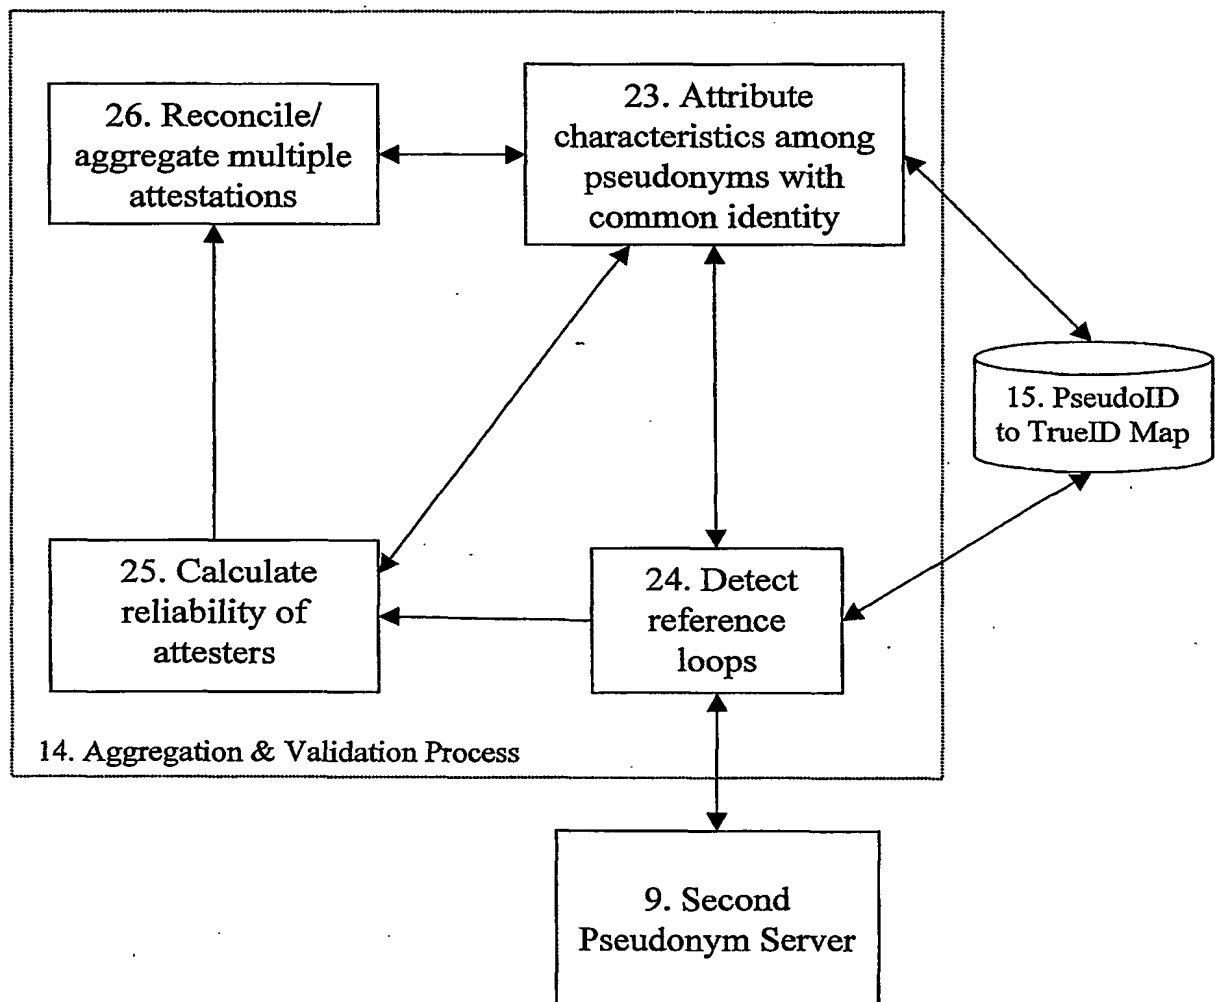 26. Reconcile/
aggregate multiple
attestations
23. Attribute
characteristics among
pseudonyms with
common identity
15. PseudoID
to TrueID Map
25. Calculate
reliability of
attesters
24. Detect
reference
loops
14. Aggregation & Validation Process
9. Second
Pseudonym Server